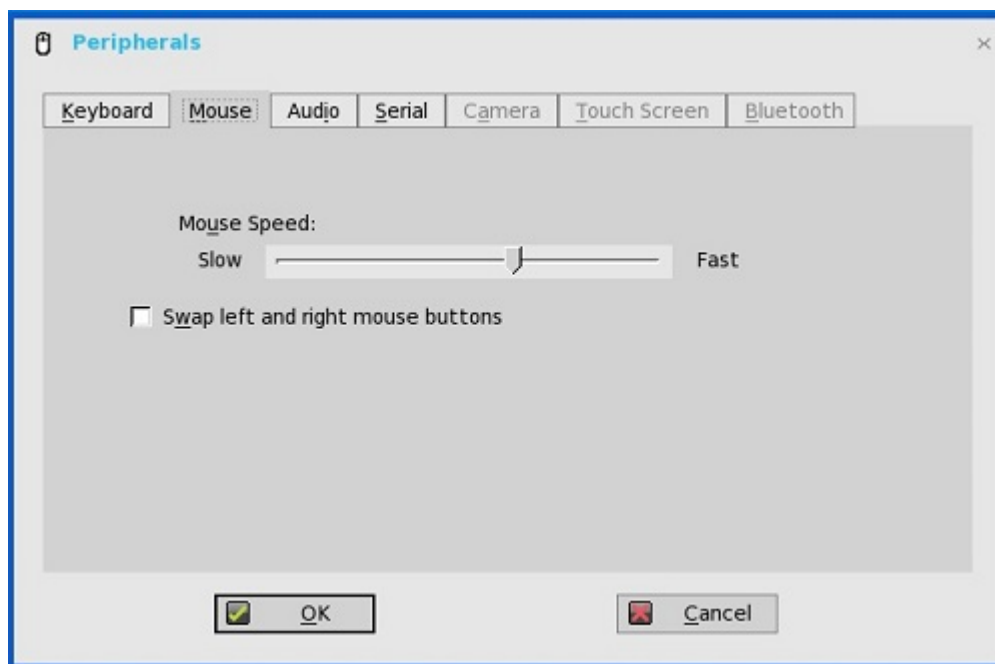 Peripherals
Keyboard Mouse Audio Serial Camera Touch Screen Bluetooth
Mouse Speed:
Slow Fast
Swap left and right mouse buttons
OK Cancel